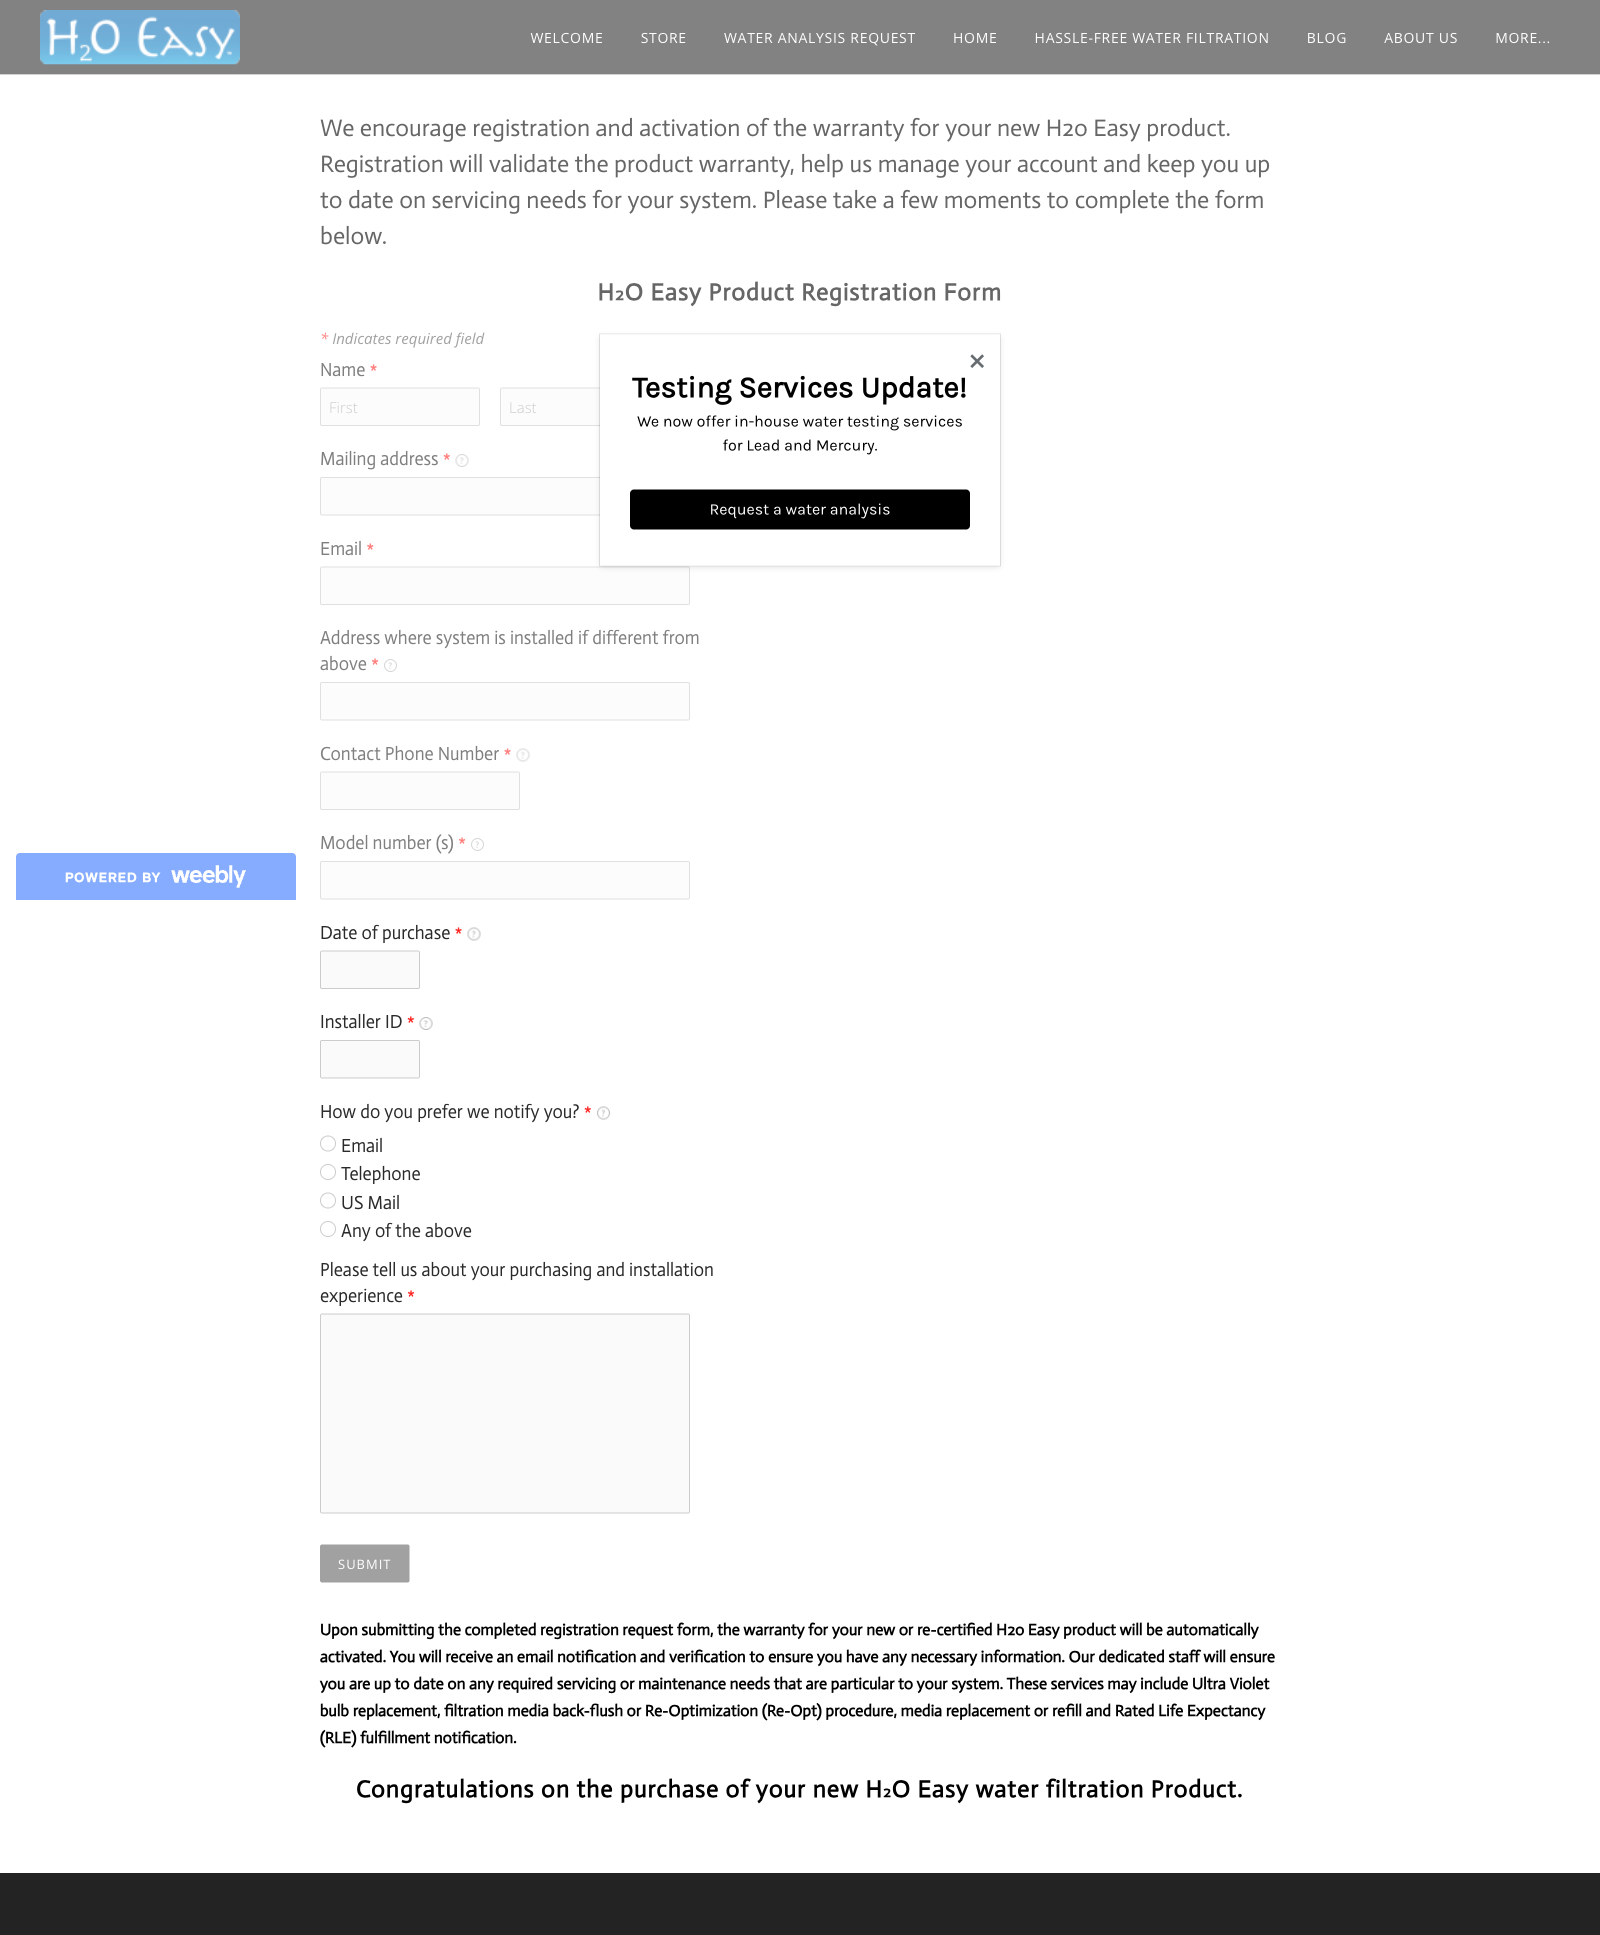 H2O EASY
WELCOME
STORE
WATER ANALYSIS REQUEST
HOME
HASSLE-FREE WATER FILTRATION
BLOG
ABOUT US
MORE...
We encourage registration and activation of the warranty for your new H2o Easy product.
Registration will validate the product warranty, help us manage your account and keep you up
to date on servicing needs for your system. Please take a few moments to complete the form
below.
H2O Easy Product Registration Form
* Indicates required field
Name *
First
Last
Testing Services Update!
We now offer in-house water testing services
for Lead and Mercury.
Request a water analysis
Mailing address *
Email *
Address where system is installed if different from
above *
Contact Phone Number *
Model number (s) *
POWERED BY weebly
Date of purchase *
Installer ID *
How do you prefer we notify you? *
Email
Telephone
US Mail
Any of the above
Please tell us about your purchasing and installation
experience *
SUBMIT
Upon submitting the completed registration request form, the warranty for your new or re-certified H2o Easy product will be automatically
activated. You will receive an email notification and verification to ensure you have any necessary information. Our dedicated staff will ensure
you are up to date on any required servicing or maintenance needs that are particular to your system. These services may include Ultra Violet
bulb replacement, filtration media back-flush or Re-Optimization (Re-Opt) procedure, media replacement or refill and Rated Life Expectancy
(RLE) fulfillment notification.
Congratulations on the purchase of your new H2O Easy water filtration Product.